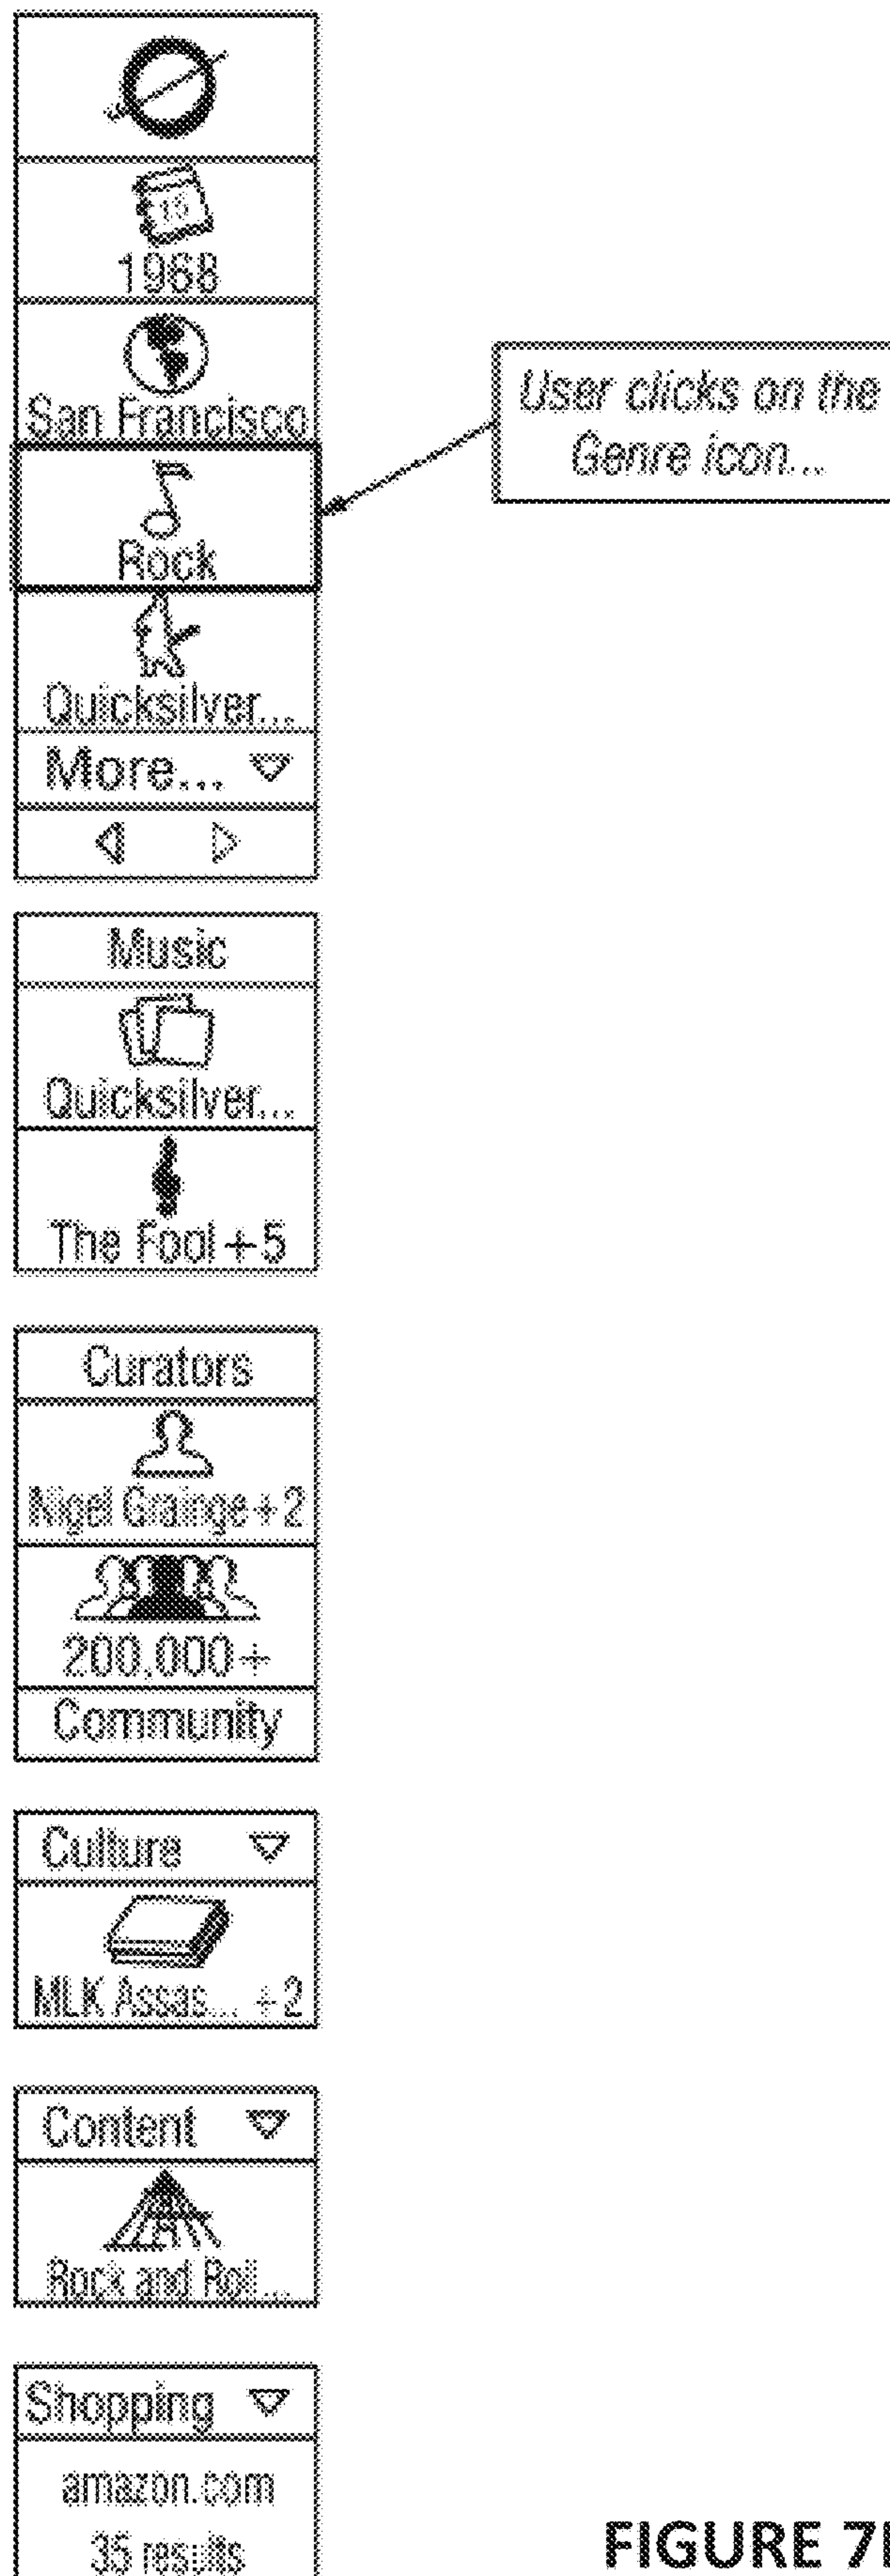 15
1968
San Francisco
Rock
Quicksilver...
More...
User clicks on the
Genre icon...
Music
Quicksilver...
The Fool +5
Curators
Nigel Grainge +2
200,000+
Community
Culture
MLK Assas... +2
Content
Rock and Roll...
Shopping
amazon.com
35 results
FIGURE